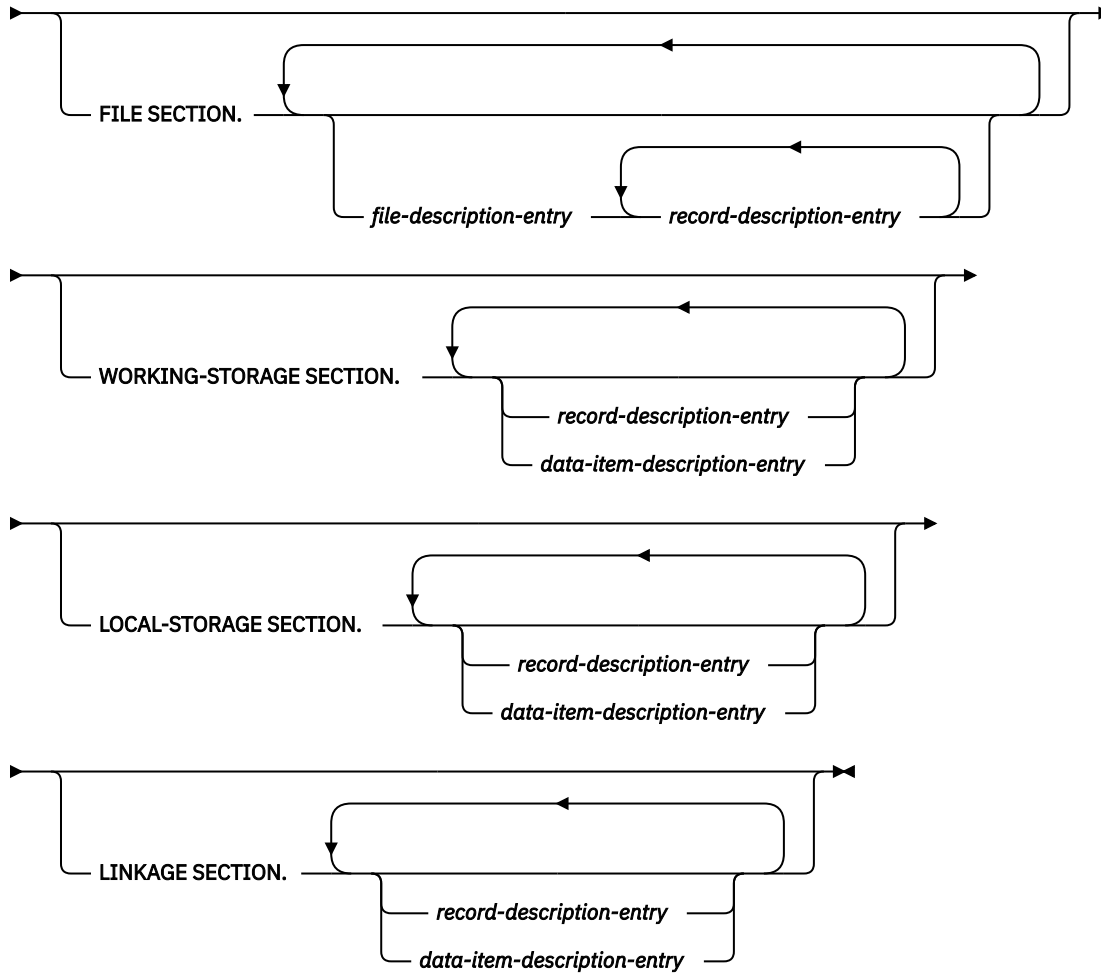 FILE SECTION.
file-description-entry record-description-entry
WORKING-STORAGE SECTION.
record-description-entry
data-item-description-entry
LOCAL-STORAGE SECTION.
record-description-entry
data-item-description-entry
LINKAGE SECTION.
record-description-entry
data-item-description-entry